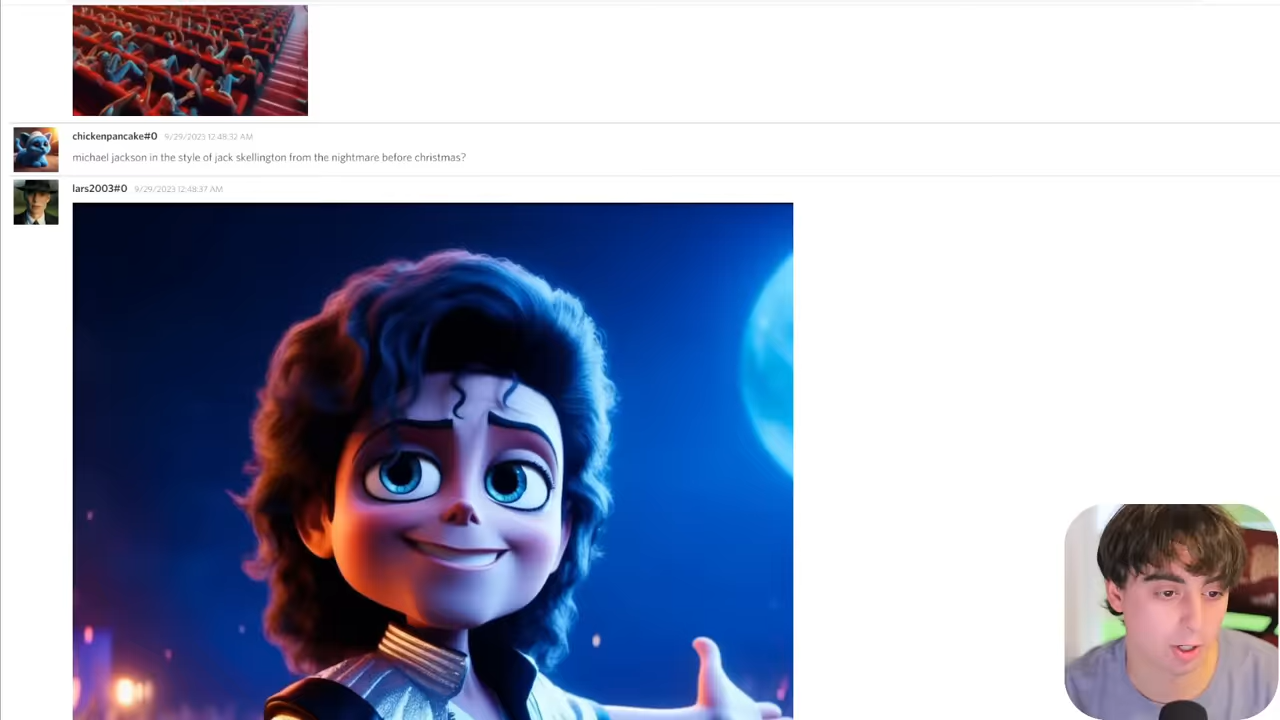 chickenpancake#0 9/29/2023 12:48:32 AM
michael jackson in the style of jack skellington from the nightmare before christmas?
lars2003#0 9/29/2023 12:48:37 AM